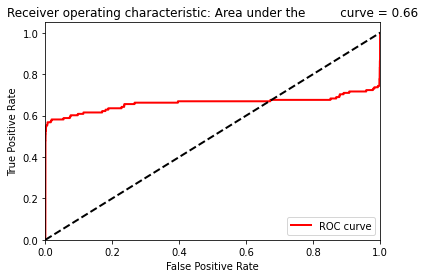 Receiver operating characteristic: Area under the curve = 0.66
1.0
0.8
0.6
0.4
0.2
0.0
True Positive Rate
ROC curve
0.0 0.2 0.4 0.6 0.8 1.0
False Positive Rate